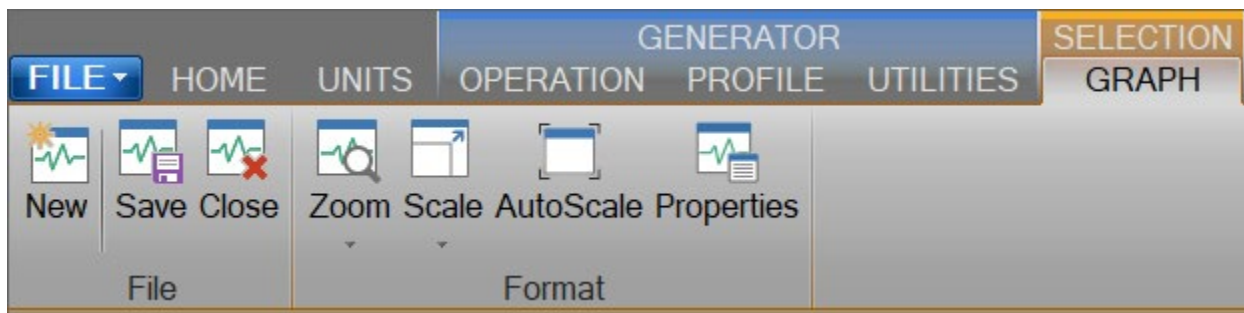 GENERATOR SELECTION
FILE HOME UNITS OPERATION PROFILE UTILITIES GRAPH
New Save Close Zoom Scale AutoScale Properties
File Format